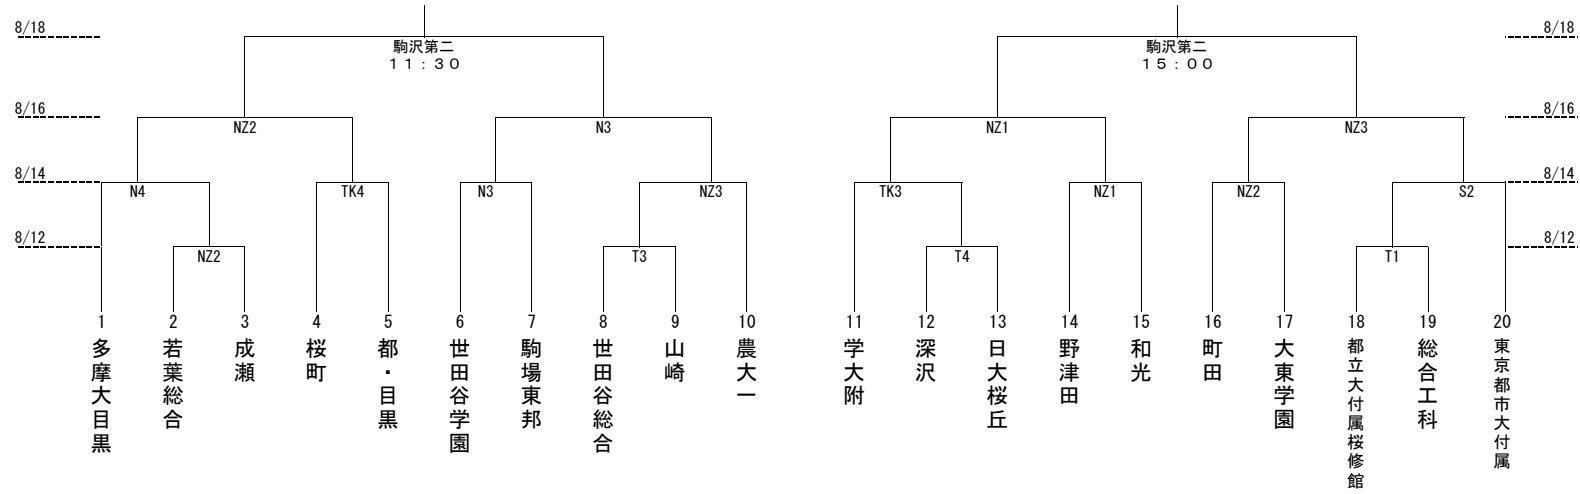 8/18
8/18
駒沢第二
１１：３０
駒沢第二
１５：００
8/16
8/16
NZ2
N3
NZ1
NZ3
8/14
8/14
N4
TK4
N3
NZ3
TK3
NZ1
NZ2
S2
8/12
8/12
NZ2
T3
T4
T1
1
2
3
4
5
6
7
8
9
10
11
12
13
14
15
16
17
18
19
20
多摩大目黒
若葉総合
成瀬
桜町
都・目黒
世田谷学園
駒場東邦
世田谷総合
山崎
農大一
学大附
深沢
日大桜丘
野津田
和光
町田
大東学園
都立大付属桜修館
総合工科
東京都市大付属